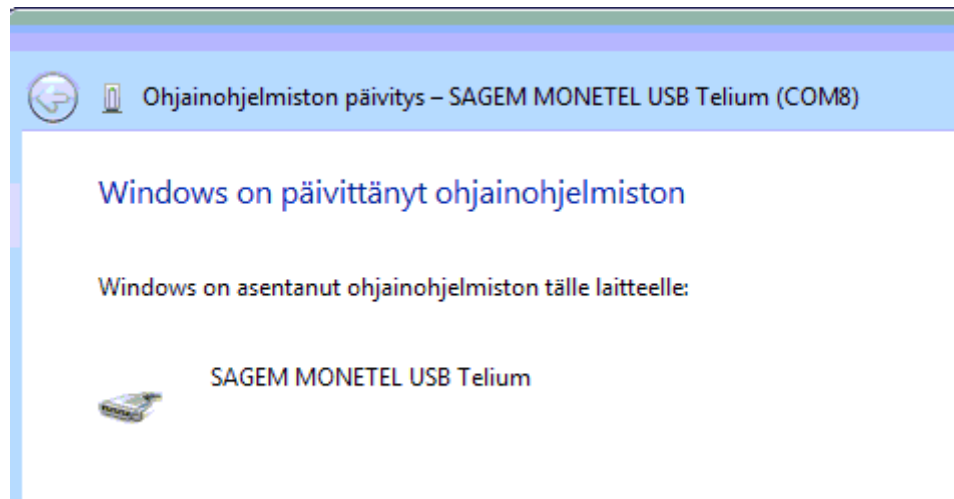 Ohjainohjelmiston päivitys – SAGEM MONETEL USB Telium (COM8)
Windows on päivittänyt ohjainohjelmiston
Windows on asentanut ohjainohjelmiston tälle laitteelle:
SAGEM MONETEL USB Telium